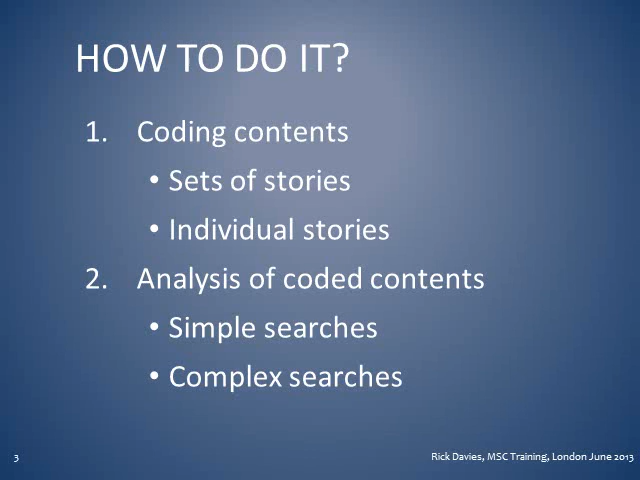 HOW TO DO IT?
1. Coding contents
• Sets of stories
• Individual stories
2. Analysis of coded contents
• Simple searches
• Complex searches
3
Rick Davies, MSC Training, London June 2013